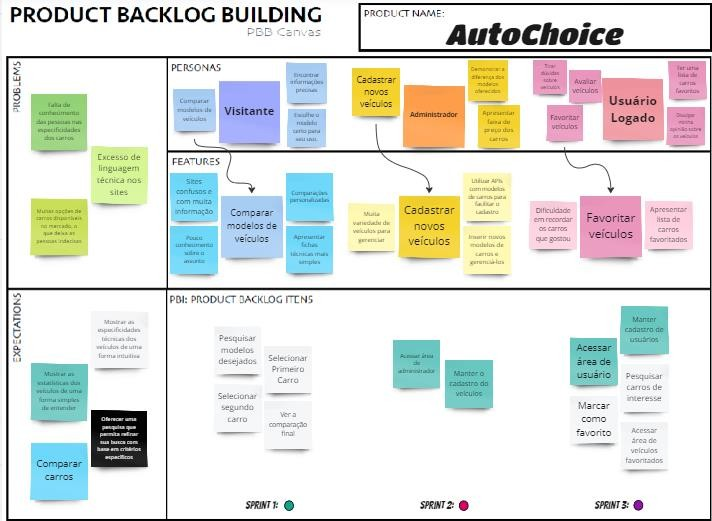 PRODUCT BACKLOG BUILDING
PBB Canvas
PRODUCT NAME:
AutoChoice
PROBLEMS
Falta de
conhecimento
das pessoas nas
especificidades
dos carros
Excesso de
linguagem
técnica nos
sites
Muitas opções de
carros disponíveis
no mercado, o
que deixa as
pessoas indecisas
PERSONAS
Comparar
modelos de
veículos
Visitante
Encontrar
informações
precisas
Escolhe o
modelo
certo para
seu uso.
Cadastrar
novos
veículos
Administrador
Demonstrar a
diferença dos
modelos
oferecidos
Apresentar
faixa de
preço dos
carros
Tirar
dúvidas
sobre
veículos
Avaliar
veículos
Favoritar
veículos
Usuário
Logado
Ter uma
lista de
carros
favoritos
Divulgar
minha
opinião sobre
os veículos
FEATURES
Sites
confusos e
com muita
informação
Pouco
conhecimento
sobre o
assunto
Comparar
modelos de
veículos
Comparações
personalizadas
Apresentar
fichas
técnicas mais
simples
Muita
variedade de
veículos para
gerenciar
Cadastrar
novos
veículos
Utilizar APIs
com modelos
de carros para
facilitar o
cadastro
Inserir novos
modelos de
carros e
gerenciá-los
Dificuldade
em recordar
os carros
que gostou
Favoritar
veículos
Apresentar
lista de
carros
favoritados
EXPECTATIONS
Mostrar as
especificidades
técnicas dos
veículos de uma
forma intuitiva
Mostrar as
estatísticas dos
veículos de uma
forma simples
de entender
Oferecer uma
pesquisa que
permita refinar
sua busca com
base em critérios
específicos
Comparar
carros
PBI: PRODUCT BACKLOG ITENS
Pesquisar
modelos
desejados
Selecionar
Primeiro
Carro
Selecionar
segundo
carro
Ver a
comparação
final
Acessar área
de
administrador
Manter o
cadastro do
veículos
Manter
cadastro de
usuários
Acessar
área de
usuário
Pesquisar
carros de
interesse
Marcar
como
favorito
Acessar
área de
veículos
favoritados
SPRINT 1:
SPRINT 2:
SPRINT 3: